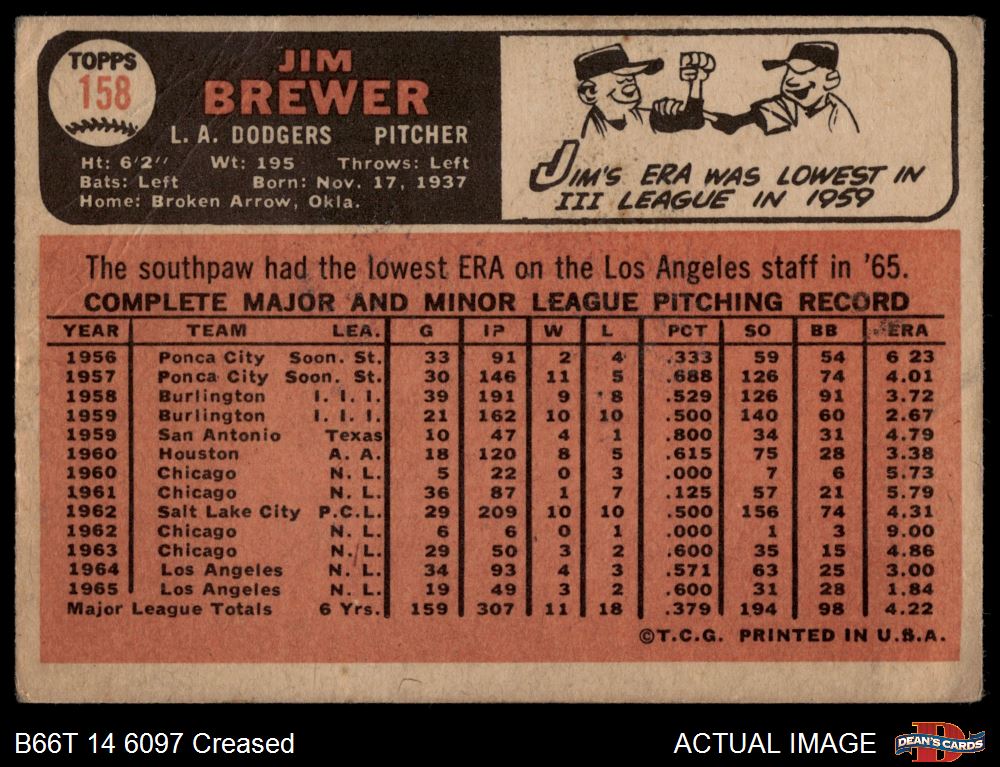 TOPPS
158
JIM
BREWER
L. A. DODGERS PITCHER
Ht: 6'2" Wt: 195 Throws: Left
Bats: Left Born: Nov. 17, 1937
Home: Broken Arrow, Okla.
JIM'S ERA WAS LOWEST IN
III LEAGUE IN 1959
The southpaw had the lowest ERA on the Los Angeles staff in '65.
COMPLETE MAJOR AND MINOR LEAGUE PITCHING RECORD
YEAR TEAM LEA. G IP W L PCT SO BB ERA
1956 Ponca City Soon. St. 33 91 2 4 .333 59 54 6 23
1957 Ponca City Soon. St. 30 146 11 5 .688 126 74 4.01
1958 Burlington I. I. I. 39 191 9 8 .529 126 91 3.72
1959 Burlington I. I. I. 21 162 10 10 .500 140 60 2.67
1959 San Antonio Texas 10 47 4 1 .800 34 31 4.79
1960 Houston A. A. 18 120 8 5 .615 75 28 3.38
1960 Chicago N. L. 5 22 0 3 .000 7 6 5.73
1961 Chicago N. L. 36 87 1 7 .125 57 21 5.79
1962 Salt Lake City P.C.L. 29 209 10 10 .500 156 74 4.31
1962 Chicago N. L. 6 6 0 1 .000 1 3 9.00
1963 Chicago N. L. 29 50 3 2 .600 35 15 4.86
1964 Los Angeles N. L. 34 93 4 3 .571 63 25 3.00
1965 Los Angeles N. L. 19 49 3 2 .600 31 28 1.84
Major League Totals 6 Yrs. 159 307 11 18 .379 194 98 4.22
©T.C.G. PRINTED IN U.S.A.
B66T 14 6097 Creased
ACTUAL IMAGE
D
DEAN'S CARDS